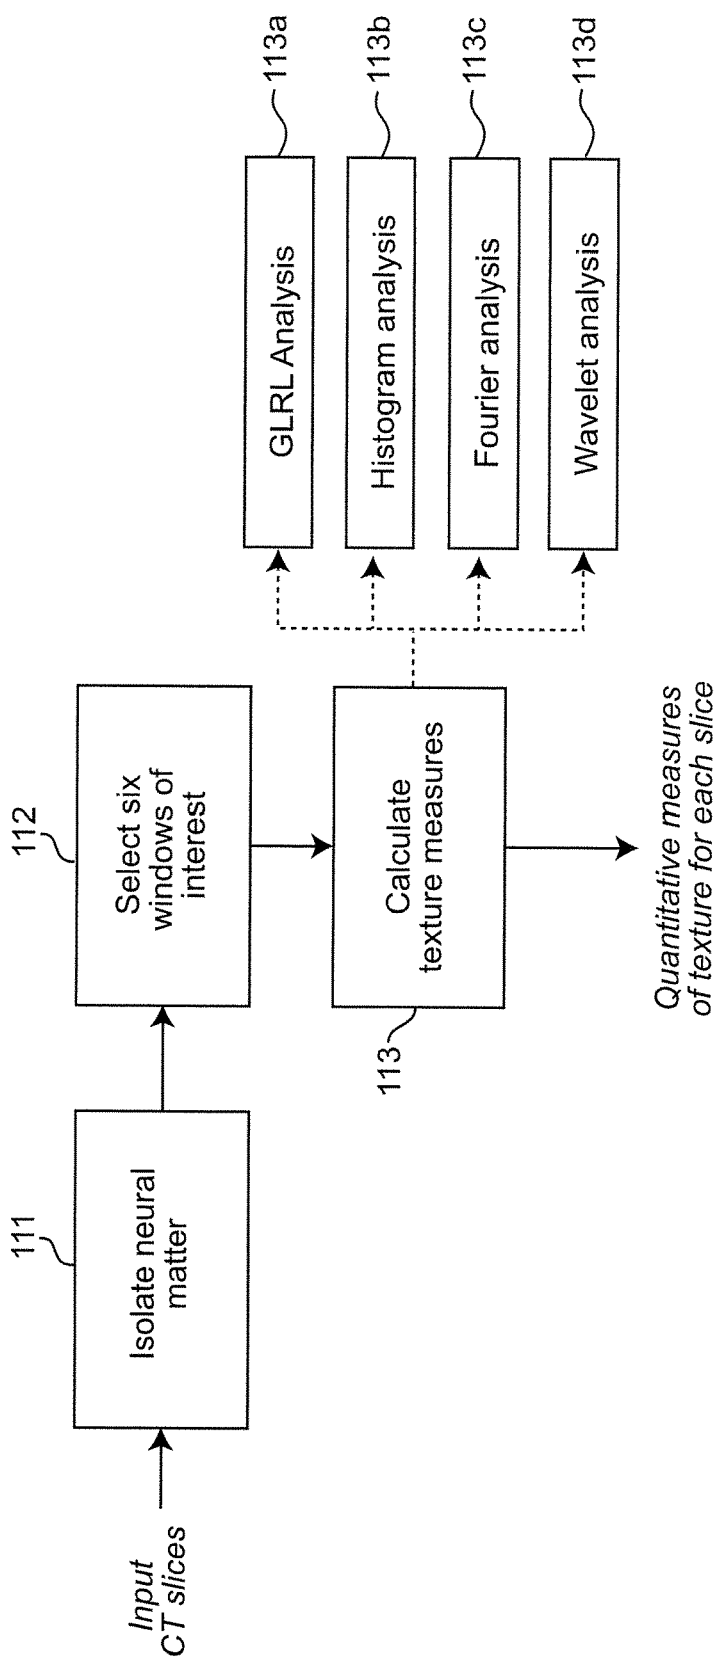 Input
CT slices
111
Isolate neural
matter
112
Select six
windows of
interest
113
Calculate
texture measures
GLRL Analysis
113a
Histogram analysis
113b
Fourier analysis
113c
Wavelet analysis
113d
Quantitative measures
of texture for each slice